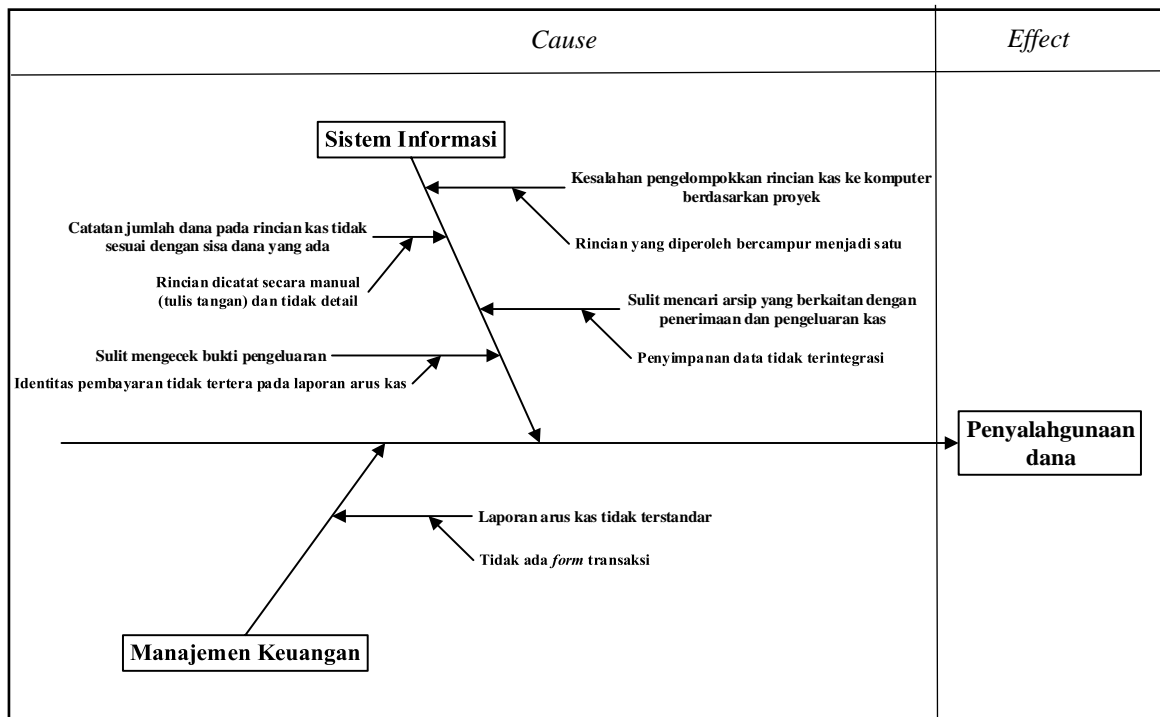 Cause
Effect
Sistem Informasi
Kesalahan pengelompokkan rincian kas ke komputer
berdasarkan proyek
Catatan jumlah dana pada rincian kas tidak
sesuai dengan sisa dana yang ada
Rincian yang diperoleh bercampur menjadi satu
Rincian dicatat secara manual
(tulis tangan) dan tidak detail
Sulit mencari arsip yang berkaitan dengan
penerimaan dan pengeluaran kas
Sulit mengecek bukti pengeluaran
Penyimpanan data tidak terintegrasi
Identitas pembayaran tidak tertera pada laporan arus kas
Penyalahgunaan
dana
Laporan arus kas tidak terstandar
Tidak ada form transaksi
Manajemen Keuangan